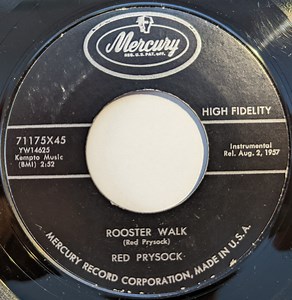 Mercury
REG. U.S. PAT. OFF.
HIGH FIDELITY
71175X45
YW14625
Kempto Music
(BMI) 2:52
Instrumental
Rel. Aug. 2, 1957
ROOSTER WALK
(Red Prysock)
RED PRYSOCK
MERCURY RECORD CORPORATION, MADE IN U.S.A.